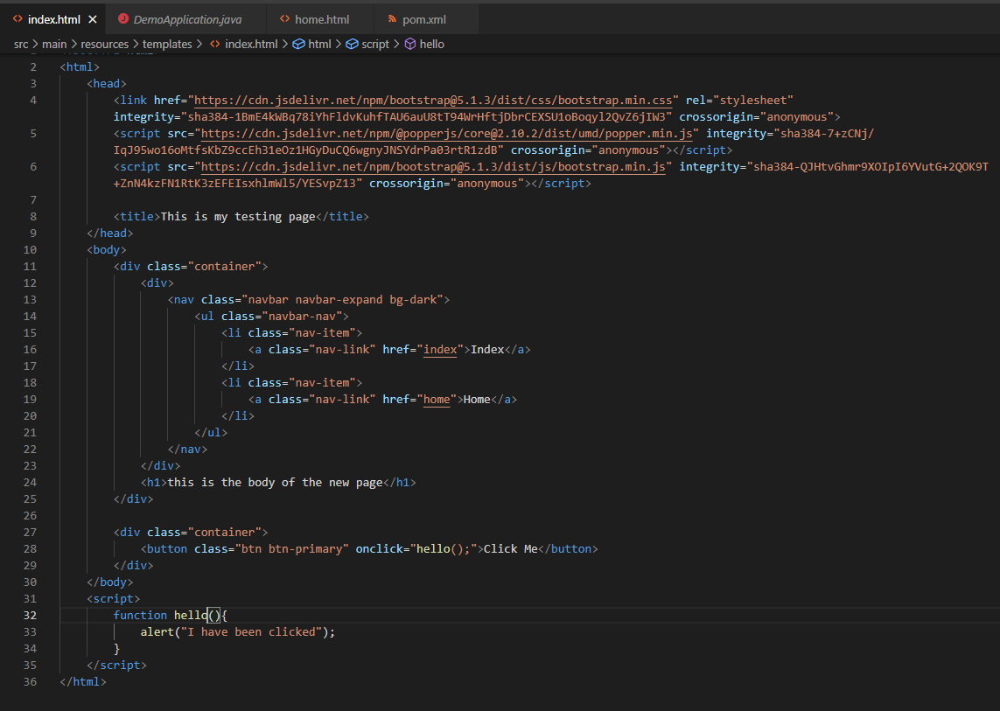 index.html × DemoApplication.java home.html pom.xml
src > main > resources > templates > index.html > html > script > hello
2 <html>
3 <head>
4 <link href="https://cdn.jsdelivr.net/npm/bootstrap@5.1.3/dist/css/bootstrap.min.css" rel="stylesheet"
integrity="sha384-1BmE4kWBq78iYhFldvKuhfTAU6auU8tT94WrHftjDbrCEXSU1oBoqyl2QvZ6jIW3" crossorigin="anonymous">
5 <script src="https://cdn.jsdelivr.net/npm/@popperjs/core@2.10.2/dist/umd/popper.min.js" integrity="sha384-7+zCNj/
IqJ95wo16oMtfsKbZ9ccEh31eOz1HGyDuCQ6wgnyJNSYdrPa03rtR1zdB" crossorigin="anonymous"></script>
6 <script src="https://cdn.jsdelivr.net/npm/bootstrap@5.1.3/dist/js/bootstrap.min.js" integrity="sha384-QJHtvGhmr9XOIpI6YVutG+2QOK9T
+ZnN4kzFN1RtK3zEFEIsxhlmWl5/YESvpZ13" crossorigin="anonymous"></script>
7
8 <title>This is my testing page</title>
9 </head>
10 <body>
11 <div class="container">
12 <div>
13 <nav class="navbar navbar-expand bg-dark">
14 <ul class="navbar-nav">
15 <li class="nav-item">
16 <a class="nav-link" href="index">Index</a>
17 </li>
18 <li class="nav-item">
19 <a class="nav-link" href="home">Home</a>
20 </li>
21 </ul>
22 </nav>
23 </div>
24 <h1>this is the body of the new page</h1>
25 </div>
26
27 <div class="container">
28 <button class="btn btn-primary" onclick="hello();">Click Me</button>
29 </div>
30 </body>
31 <script>
32 function hello(){
33 alert("I have been clicked");
34 }
35 </script>
36 </html>